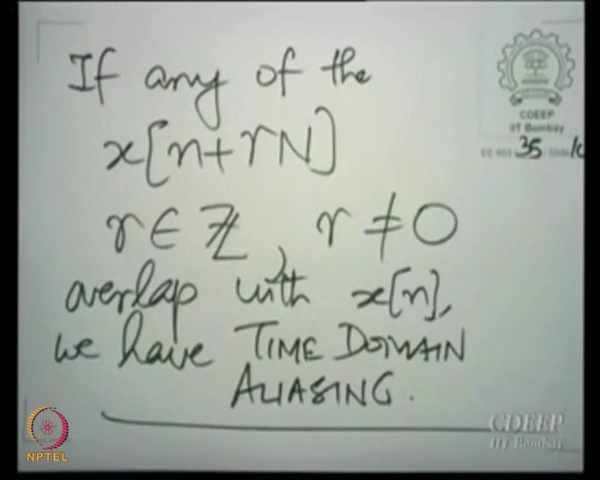 If any of the
x[n+rN]
r∈ℤ, r≠0
overlap with x[n],
we have TIME DOMAIN
ALIASING.
CDEEP
IIT Bombay
35
CDEEP
IIT Bombay
NPTEL